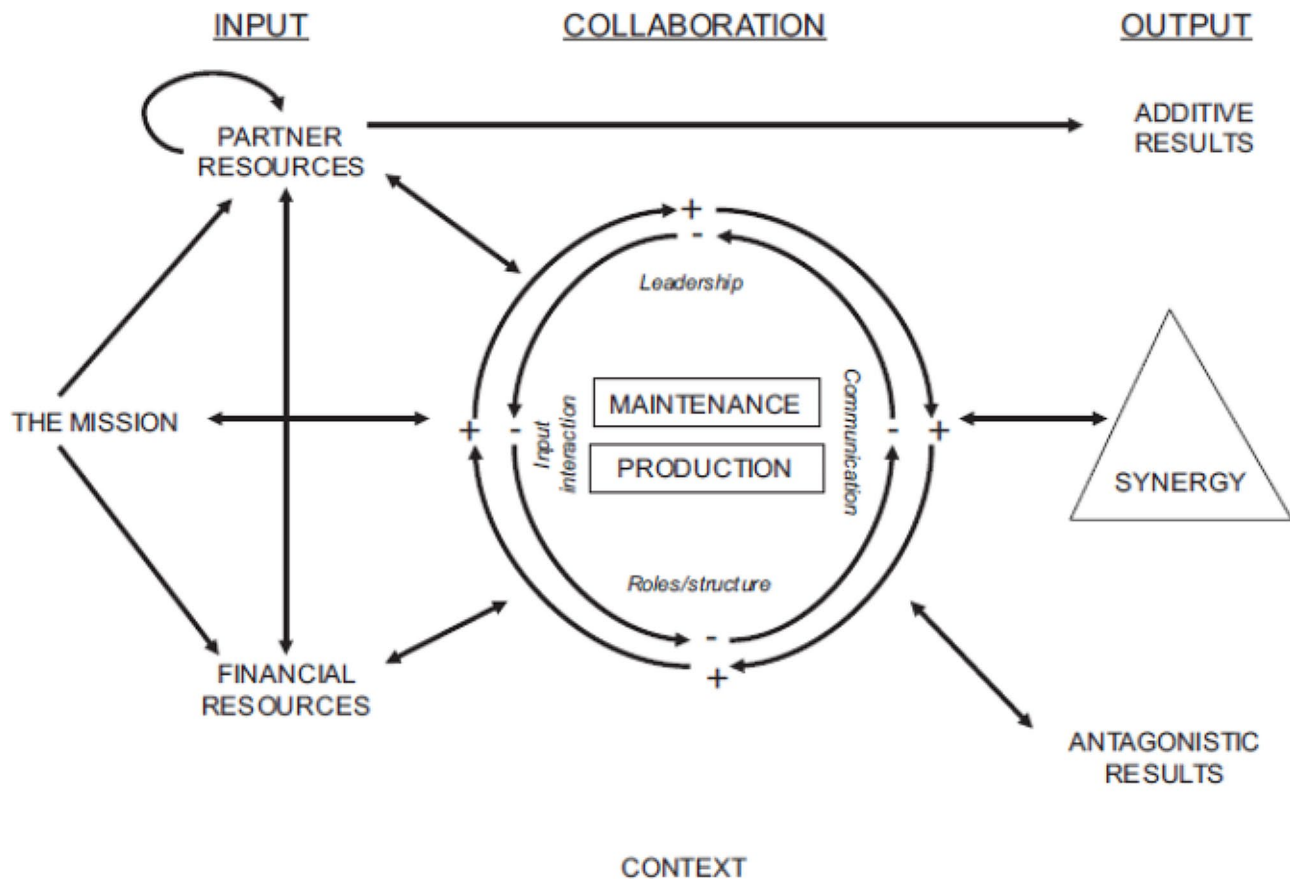 INPUT
COLLABORATION
OUTPUT
PARTNER
RESOURCES
ADDITIVE
RESULTS
+
-
Leadership
THE MISSION
+
-
Input
interaction
MAINTENANCE
PRODUCTION
Communication
-
+
SYNERGY
Roles/structure
-
+
FINANCIAL
RESOURCES
ANTAGONISTIC
RESULTS
CONTEXT